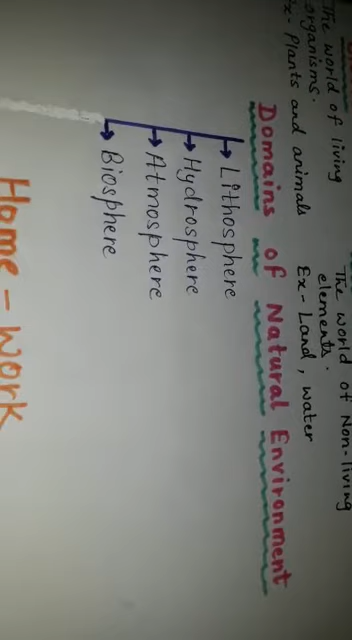 The world of living
organisms.
Ex- Plants and animals
The world of Non-living
elements.
Ex- Land, water
Domains of Natural Environment
Lithosphere
Hydrosphere
Atmosphere
Biosphere
Home-work